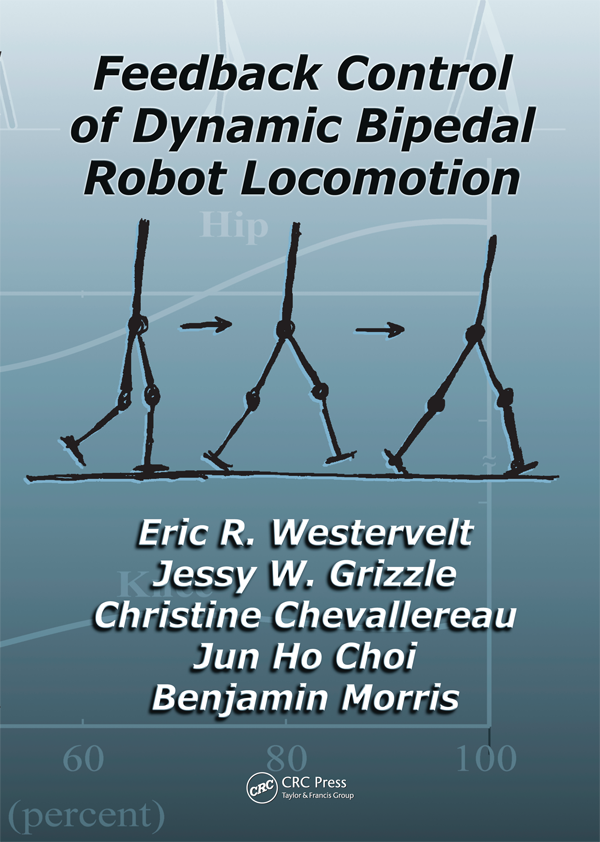 Feedback Control
of Dynamic Bipedal
Robot Locomotion
Hip
Eric R. Westervelt
Jessy W. Grizzle
Knee
Christine Chevallereau
Jun Ho Choi
Benjamin Morris
60 80 100
CRC CRC Press
Taylor & Francis Group
(percent)